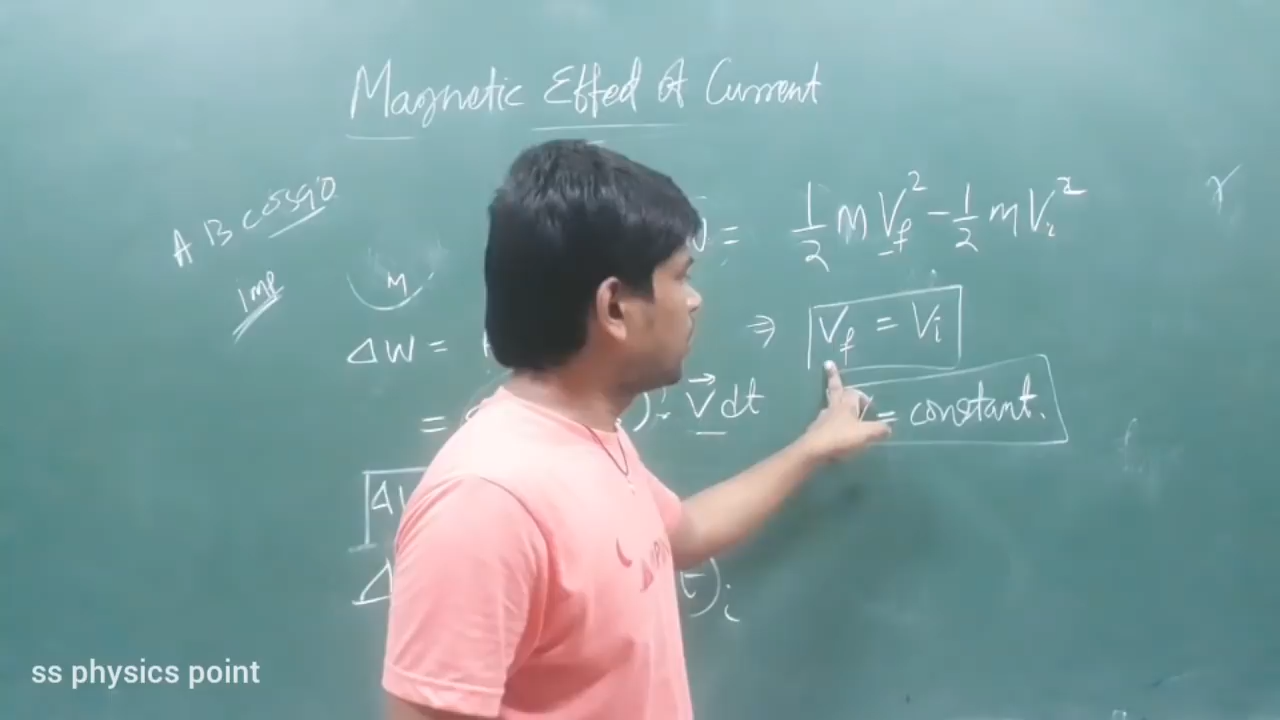 Magnetic Effect Of Current
A B cos90
Imp
M
= 1/2 m V_f^2 - 1/2 m V_i^2
ΔW =
⇒ V_f = V_i
= ) · V⃗ dt
= constant.
Δ
Δ )_i
ss physics point